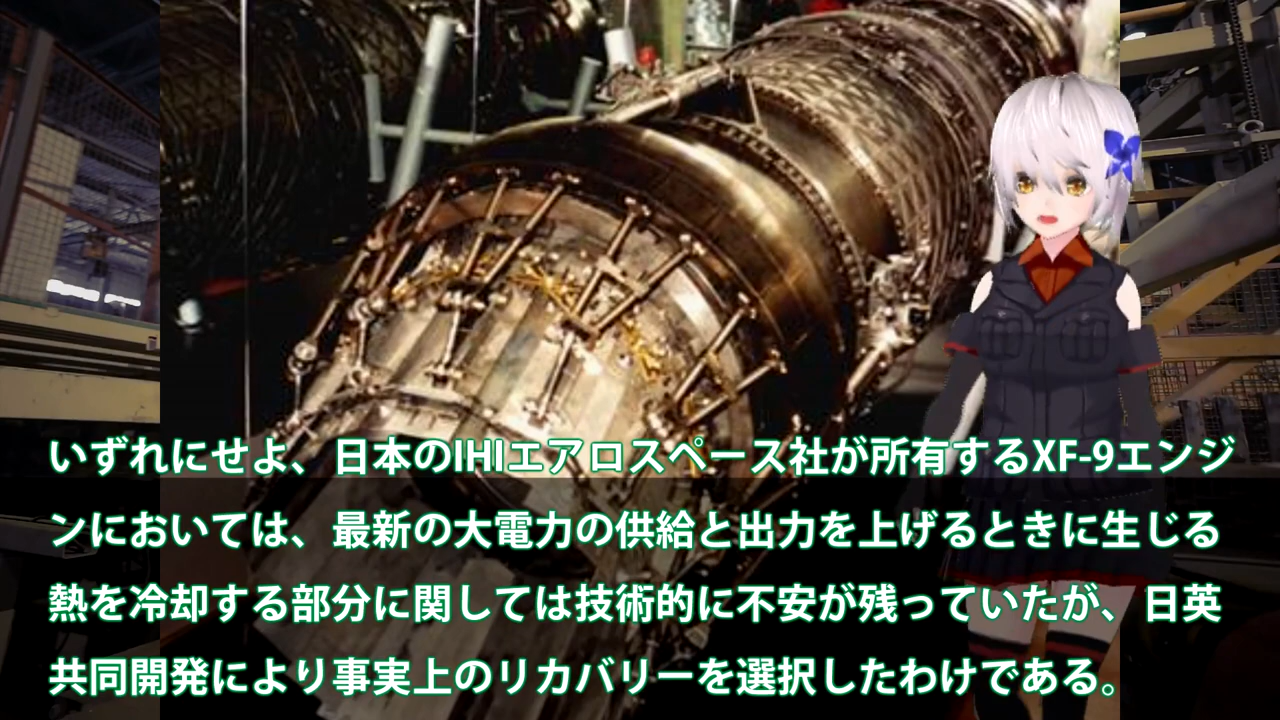 いずれにせよ、日本のIHIエアロスペース社が所有するXF-9エンジ
ンにおいては、最新の大電力の供給と出力を上げるときに生じる
熱を冷却する部分に関しては技術的に不安が残っていたが、日英
共同開発により事実上のリカバリーを選択したわけである。